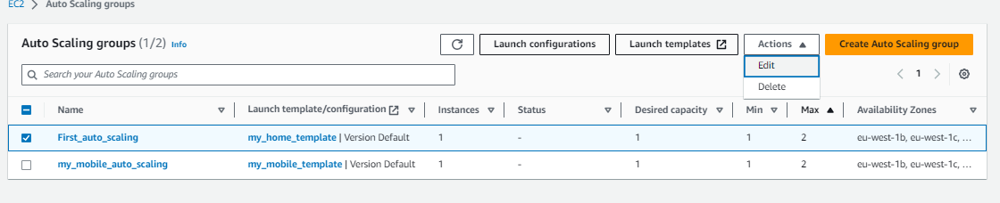 EC2 > Auto Scaling groups
Auto Scaling groups (1/2) Info
Launch configurations
Launch templates
Actions
Create Auto Scaling group
Edit
Delete
Search your Auto Scaling groups
1
Name Launch template/configuration Instances Status Desired capacity Min Max Availability Zones
First_auto_scaling my_home_template | Version Default 1 - 1 1 2 eu-west-1b, eu-west-1c, ...
my_mobile_auto_scaling my_mobile_template | Version Default 1 - 1 1 2 eu-west-1b, eu-west-1c, ...